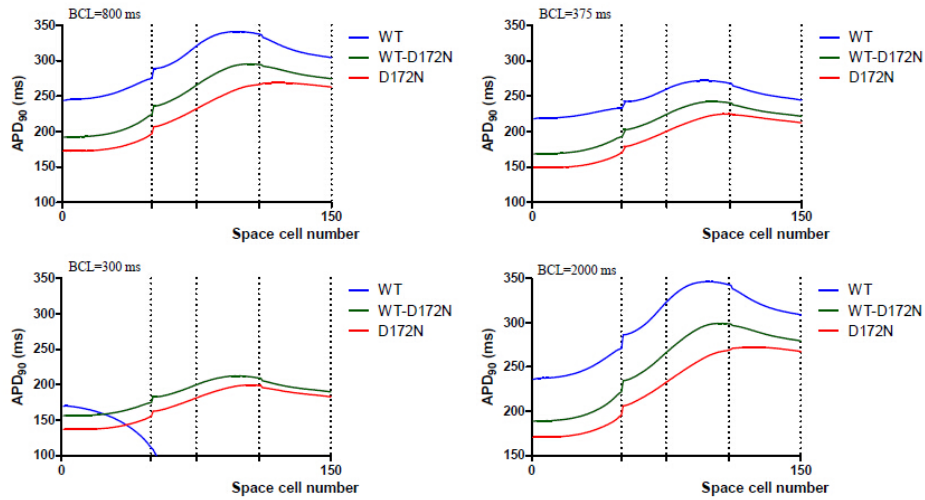 BCL=800 ms
APD90 (ms)
350
300
250
200
150
100
0
150
Space cell number
WT
WT-D172N
D172N
BCL=375 ms
APD90 (ms)
350
300
250
200
150
100
0
150
Space cell number
WT
WT-D172N
D172N
BCL=300 ms
APD90 (ms)
350
300
250
200
150
100
0
150
Space cell number
WT
WT-D172N
D172N
BCL=2000 ms
APD90 (ms)
350
300
250
200
150
0
150
Space cell number
WT
WT-D172N
D172N